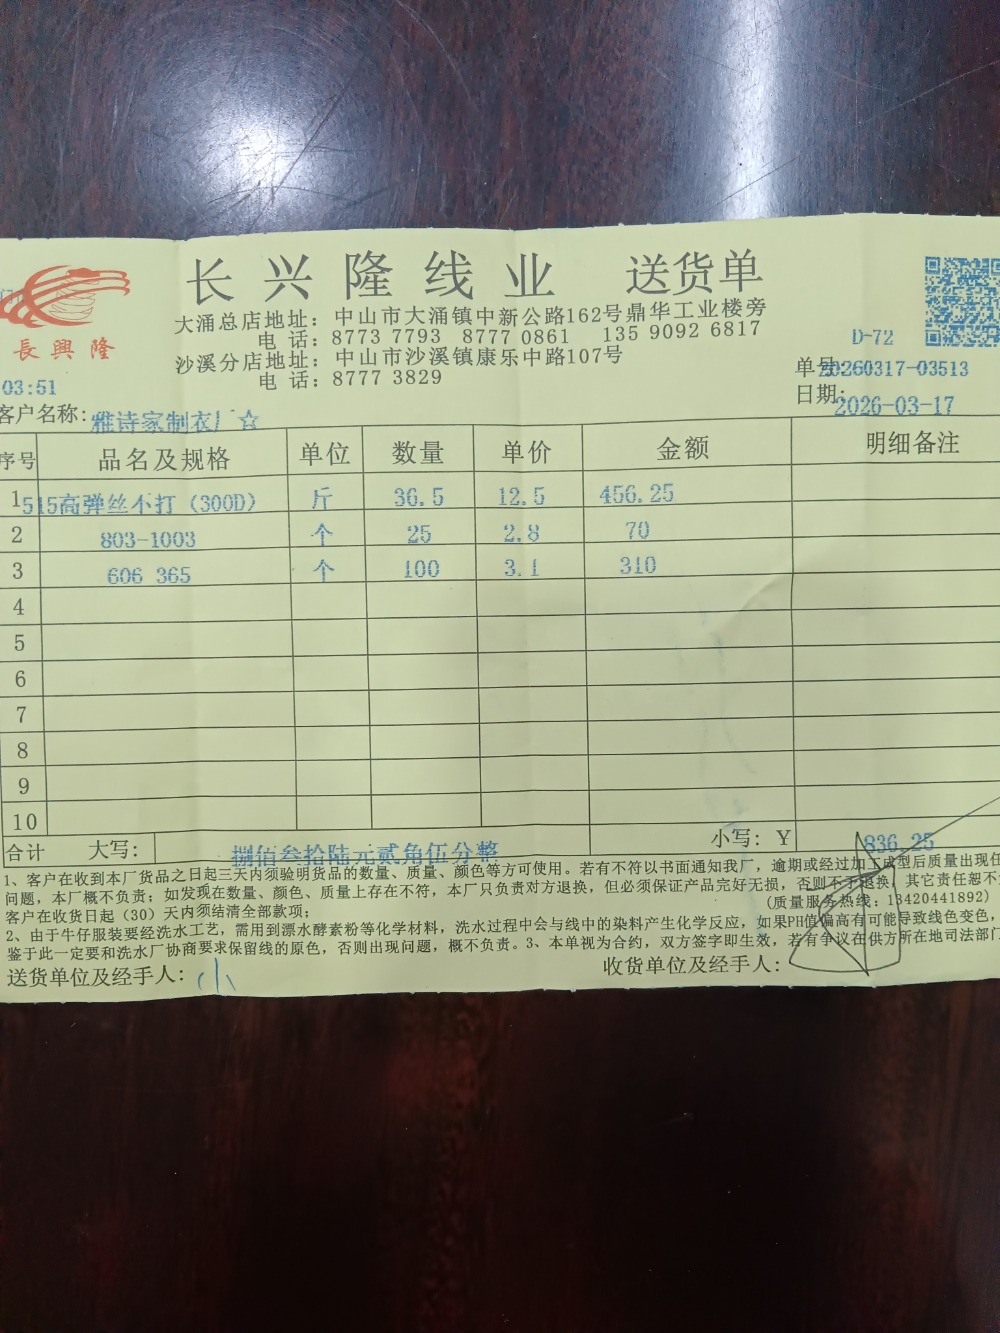 长兴隆线业 送货单
長興隆
大涌总店地址：中山市大涌镇中新公路162号鼎华工业楼旁
电 话：8773 7793 8777 0861 135 9092 6817
沙溪分店地址：中山市沙溪镇康乐中路107号
电 话：8777 3829
D-72
03:51
单号:20260317-03513
日期:2026-03-17
客户名称:雅诗家制衣厂☆
序号 品名及规格 单位 数量 单价 金额 明细备注
1 515高弹丝不打（300D） 斤 36.5 12.5 456.25
2 803-1003 个 25 2.8 70
3 606 365 个 100 3.1 310
4
5
6
7
8
9
10
合计 大写: 捌佰叁拾陆元贰角伍分整 小写: Ｙ 836.25
1、客户在收到本厂货品之日起三天内须验明货品的数量、质量、颜色等方可使用。若有不符以书面通知我厂，逾期或经过加工成型后质量出现任
问题，本厂概不负责；如发现在数量、颜色、质量上存在不符，本厂只负责对方退换，但必须保证产品完好无损，否则不予退换，其它责任恕不
客户在收货日起（30）天内须结清全部款项； （质量服务热线：13420441892）
2、由于牛仔服装要经洗水工艺，需用到漂水酵素粉等化学材料，洗水过程中会与线中的染料产生化学反应，如果PH值偏高有可能导致线色变色，
鉴于此一定要和洗水厂协商要求保留线的原色，否则出现问题，概不负责。3、本单视为合约，双方签字即生效，若有争议在供方所在地司法部门
送货单位及经手人: 小
收货单位及经手人: